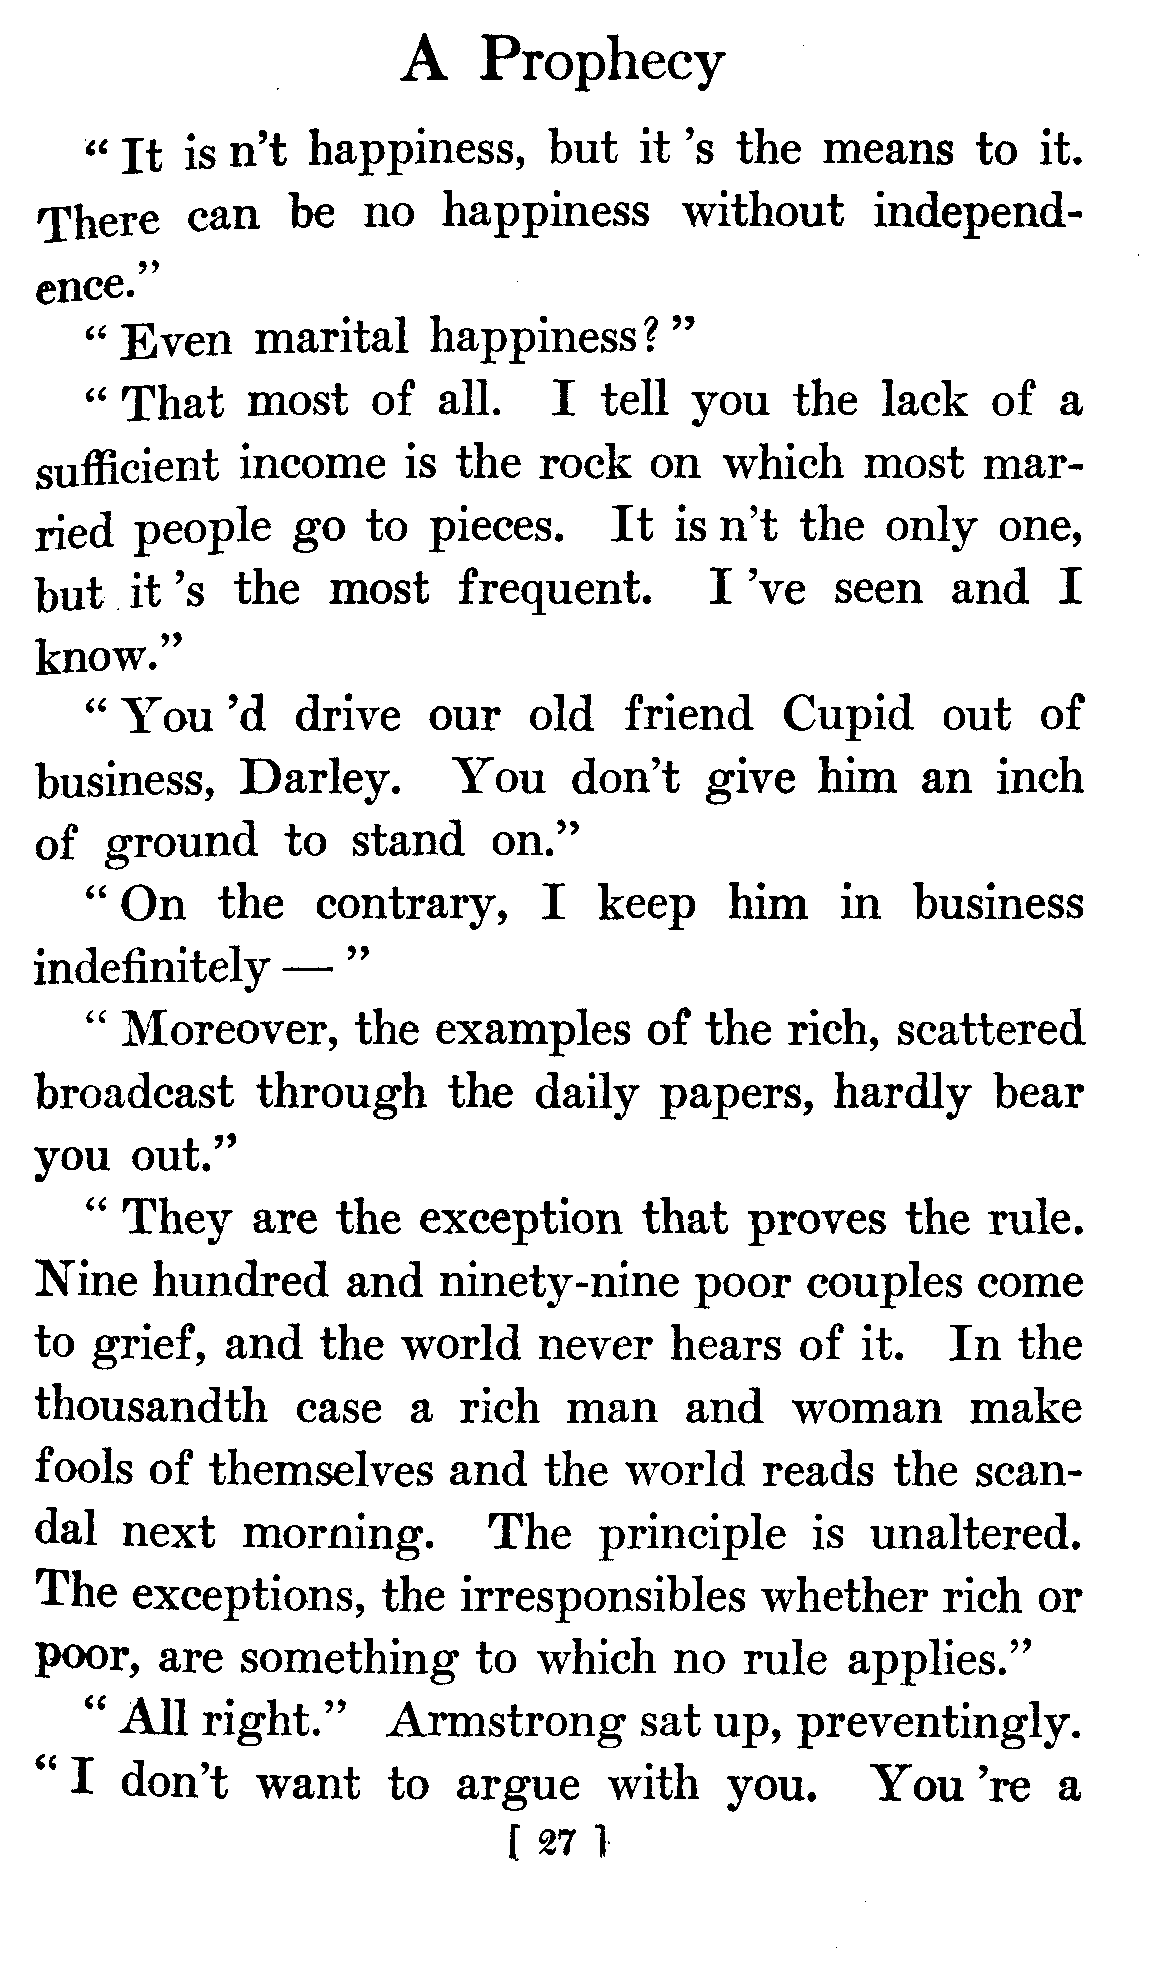 A Prophecy
“ It is n’t happiness, but it ’s the means to it.
There can be no happiness without independ-
ence.”
“ Even marital happiness? ”
“ That most of all. I tell you the lack of a
sufficient income is the rock on which most mar-
ried people go to pieces. It is n’t the only one,
but it ’s the most frequent. I ’ve seen and I
know.”
“ You ’d drive our old friend Cupid out of
business, Darley. You don’t give him an inch
of ground to stand on.”
“ On the contrary, I keep him in business
indefinitely — ”
“ Moreover, the examples of the rich, scattered
broadcast through the daily papers, hardly bear
you out.”
“ They are the exception that proves the rule.
Nine hundred and ninety-nine poor couples come
to grief, and the world never hears of it. In the
thousandth case a rich man and woman make
fools of themselves and the world reads the scan-
dal next morning. The principle is unaltered.
The exceptions, the irresponsibles whether rich or
poor, are something to which no rule applies.”
“ All right.” Armstrong sat up, preventingly.
“ I don’t want to argue with you. You ’re a
[ 27 ]